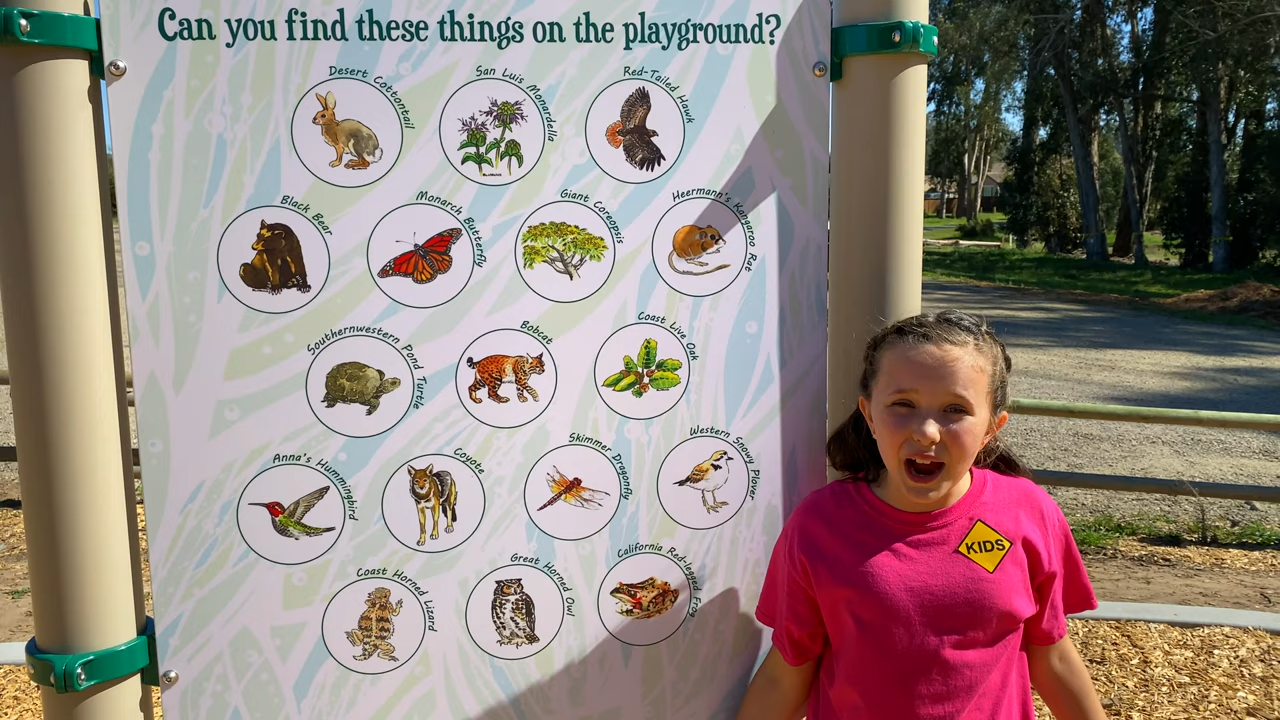 Can you find these things on the playground?
Desert Cottontail
San Luis Monardella
Red-Tailed Hawk
Black Bear
Monarch Butterfly
Giant Coreopsis
Heermann's Kangaroo Rat
Southernwestern Pond Turtle
Bobcat
Coast Live Oak
Anna's Hummingbird
Coyote
Skimmer Dragonfly
Western Snowy Plover
Coast Horned Lizard
Great Horned Owl
California Red-legged Frog
KIDS